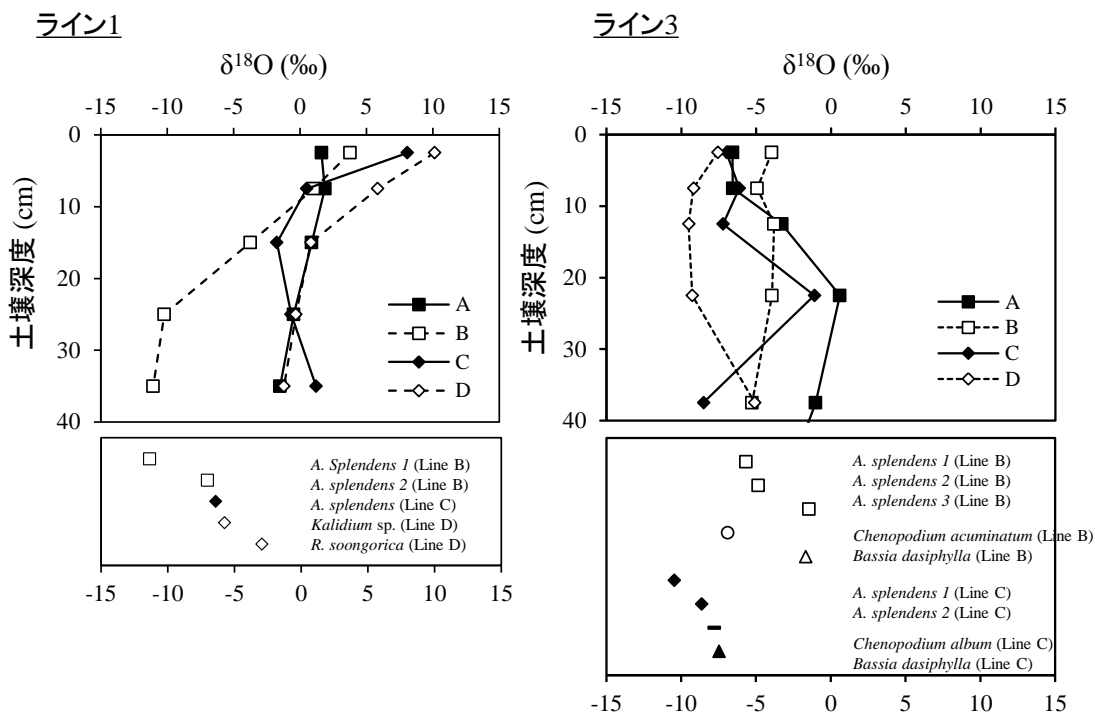 ライン1
δ18O (‰)
-15 -10 -5 0 5 10 15
0
10
20
30
40
土壌深度 (cm)
A
B
C
D
A. Splendens 1 (Line B)
A. splendens 2 (Line B)
A. splendens (Line C)
Kalidium sp. (Line D)
R. soongorica (Line D)
-15 -10 -5 0 5 10 15
ライン3
δ18O (‰)
-15 -10 -5 0 5 10 15
0
10
20
30
40
土壌深度 (cm)
A
B
C
D
A. splendens 1 (Line B)
A. splendens 2 (Line B)
A. splendens 3 (Line B)
Chenopodium acuminatum (Line B)
Bassia dasiphylla (Line B)
A. splendens 1 (Line C)
A. splendens 2 (Line C)
Chenopodium album (Line C)
Bassia dasiphylla (Line C)
-15 -10 -5 0 5 10 15